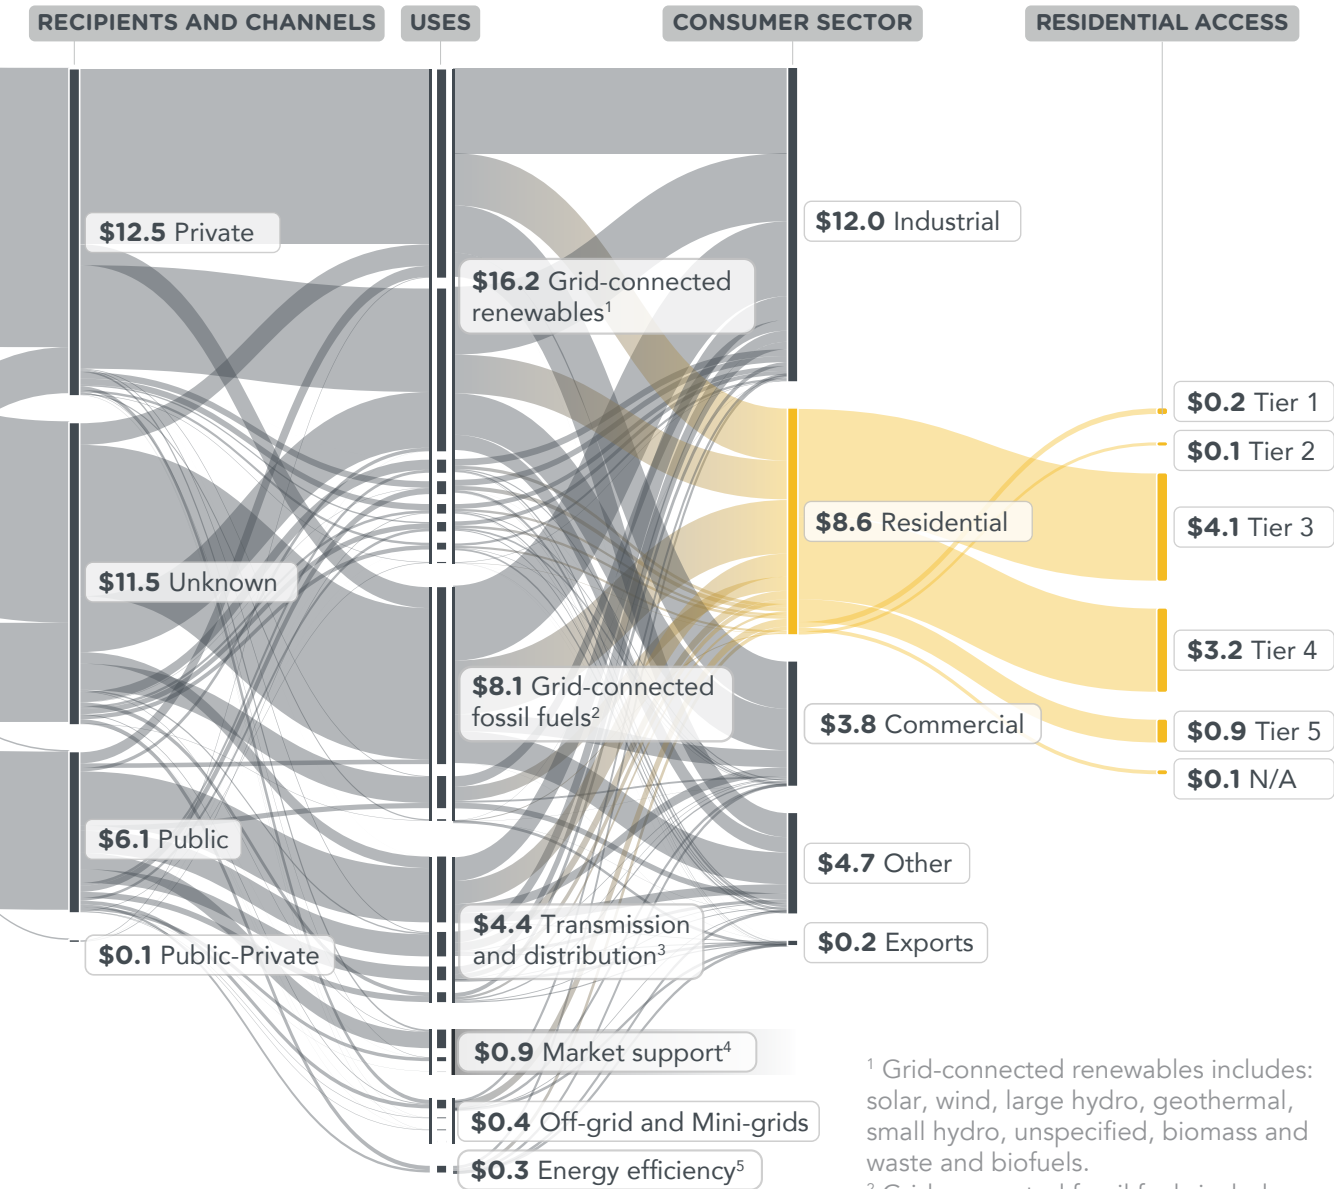 RECIPIENTS AND CHANNELS
USES
CONSUMER SECTOR
RESIDENTIAL ACCESS
$12.5 Private
$11.5 Unknown
$6.1 Public
$0.1 Public-Private
$16.2 Grid-connected
renewables¹
$8.1 Grid-connected
fossil fuels²
$4.4 Transmission
and distribution³
$0.9 Market support⁴
$0.4 Off-grid and Mini-grids
$0.3 Energy efficiency⁵
$12.0 Industrial
$8.6 Residential
$3.8 Commercial
$4.7 Other
$0.2 Exports
$0.2 Tier 1
$0.1 Tier 2
$4.1 Tier 3
$3.2 Tier 4
$0.9 Tier 5
$0.1 N/A
¹ Grid-connected renewables includes:
solar, wind, large hydro, geothermal,
small hydro, unspecified, biomass and
waste and biofuels.